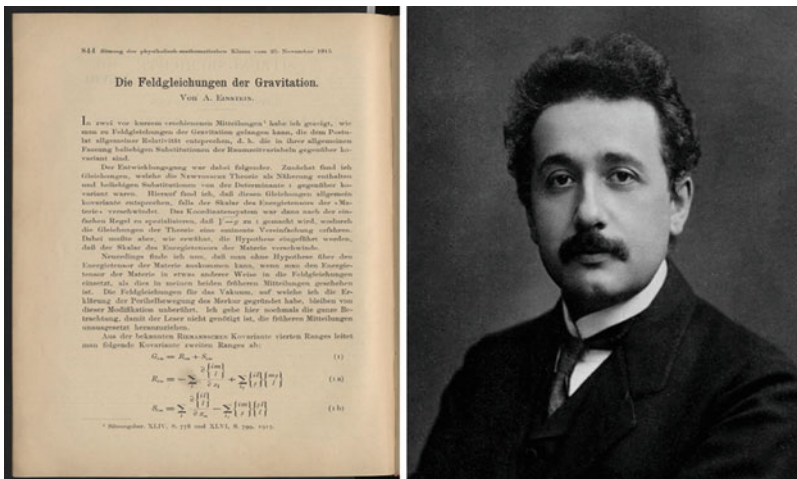 844 Sitzung der physikalisch-mathematischen Klasse vom 25. November 1915
Die Feldgleichungen der Gravitation.
Von A. Einstein.
In zwei vor kurzem erschienenen Mitteilungen¹ habe ich gezeigt, wie
man zu Feldgleichungen der Gravitation gelangen kann, die dem Postu-
lat allgemeiner Relativität entsprechen, d. h. die in ihrer allgemeinen
Fassung beliebigen Substitutionen der Raumzeitvariabeln gegenüber ko-
variant sind.
Der Entwicklungsgang war dabei folgender. Zunächst fand ich
Gleichungen, welche die Newtonsche Theorie als Näherung enthalten
und beliebigen Substitutionen von der Determinante 1 gegenüber ko-
variant waren. Hierauf fand ich, daß diesen Gleichungen allgemein
kovariante entsprechen, falls der Skalar des Energietensors der »Ma-
terie« verschwindet. Das Koordinatensystem war dann nach der ein-
fachen Regel zu spezialisieren, daß √−g zu 1 gemacht wird, wodurch
die Gleichungen der Theorie eine eminente Vereinfachung erfahren.
Dabei mußte aber, wie erwähnt, die Hypothese eingeführt werden,
daß der Skalar des Energietensors der Materie verschwinde.
Neuerdings finde ich nun, daß man ohne Hypothese über den
Energietensor der Materie auskommen kann, wenn man den Energie-
tensor der Materie in etwas anderer Weise in die Feldgleichungen
einsetzt, als dies in meinen beiden früheren Mitteilungen geschehen
ist. Die Feldgleichungen für das Vakuum, auf welche ich die Er-
klärung der Perihelbewegung des Merkur gegründet habe, bleiben von
dieser Modifikation unberührt. Ich gebe hier nochmals die ganze Be-
trachtung, damit der Leser nicht genötigt ist, die früheren Mitteilungen
unausgesetzt heranzuziehen.
Aus der bekannten Riemannschen Kovariante vierten Ranges leitet
man folgende Kovariante zweiten Ranges ab:
G_im = R_im + S_im (1)
(1 a)
(1 b)
¹ Sitzungsber. XLIV, S. 778 und XLVI, S. 799, 1915.